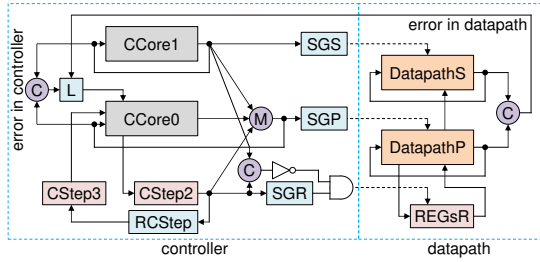 error in datapath
CCore1
SGS
DatapathS
error in controller
C
L
C
CCore0
M
SGP
DatapathP
C
CStep3
CStep2
SGR
REGsR
RCStep
controller
datapath